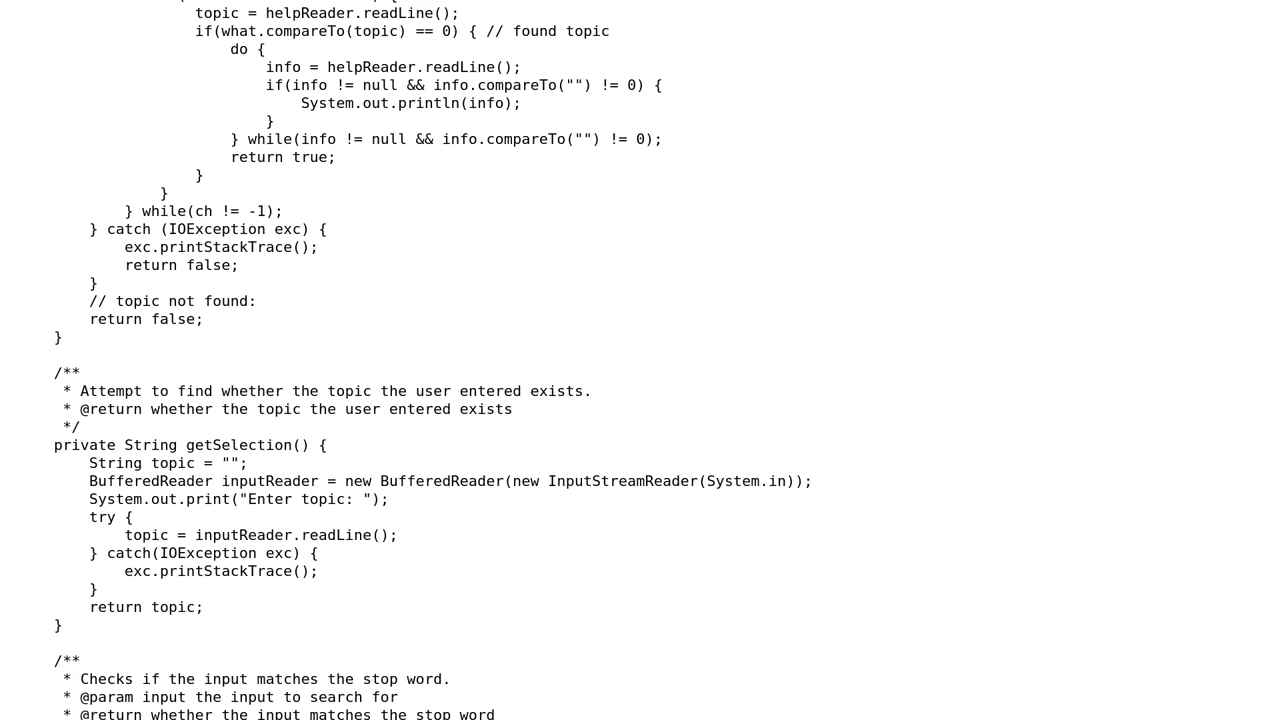 topic = helpReader.readLine();
if(what.compareTo(topic) == 0) { // found topic
do {
info = helpReader.readLine();
if(info != null && info.compareTo("") != 0) {
System.out.println(info);
}
} while(info != null && info.compareTo("") != 0);
return true;
}
}
} while(ch != -1);
} catch (IOException exc) {
exc.printStackTrace();
return false;
}
// topic not found:
return false;
}
/**
* Attempt to find whether the topic the user entered exists.
* @return whether the topic the user entered exists
*/
private String getSelection() {
String topic = "";
BufferedReader inputReader = new BufferedReader(new InputStreamReader(System.in));
System.out.print("Enter topic: ");
try {
topic = inputReader.readLine();
} catch(IOException exc) {
exc.printStackTrace();
}
return topic;
}
/**
* Checks if the input matches the stop word.
* @param input the input to search for
* @return whether the input matches the stop word